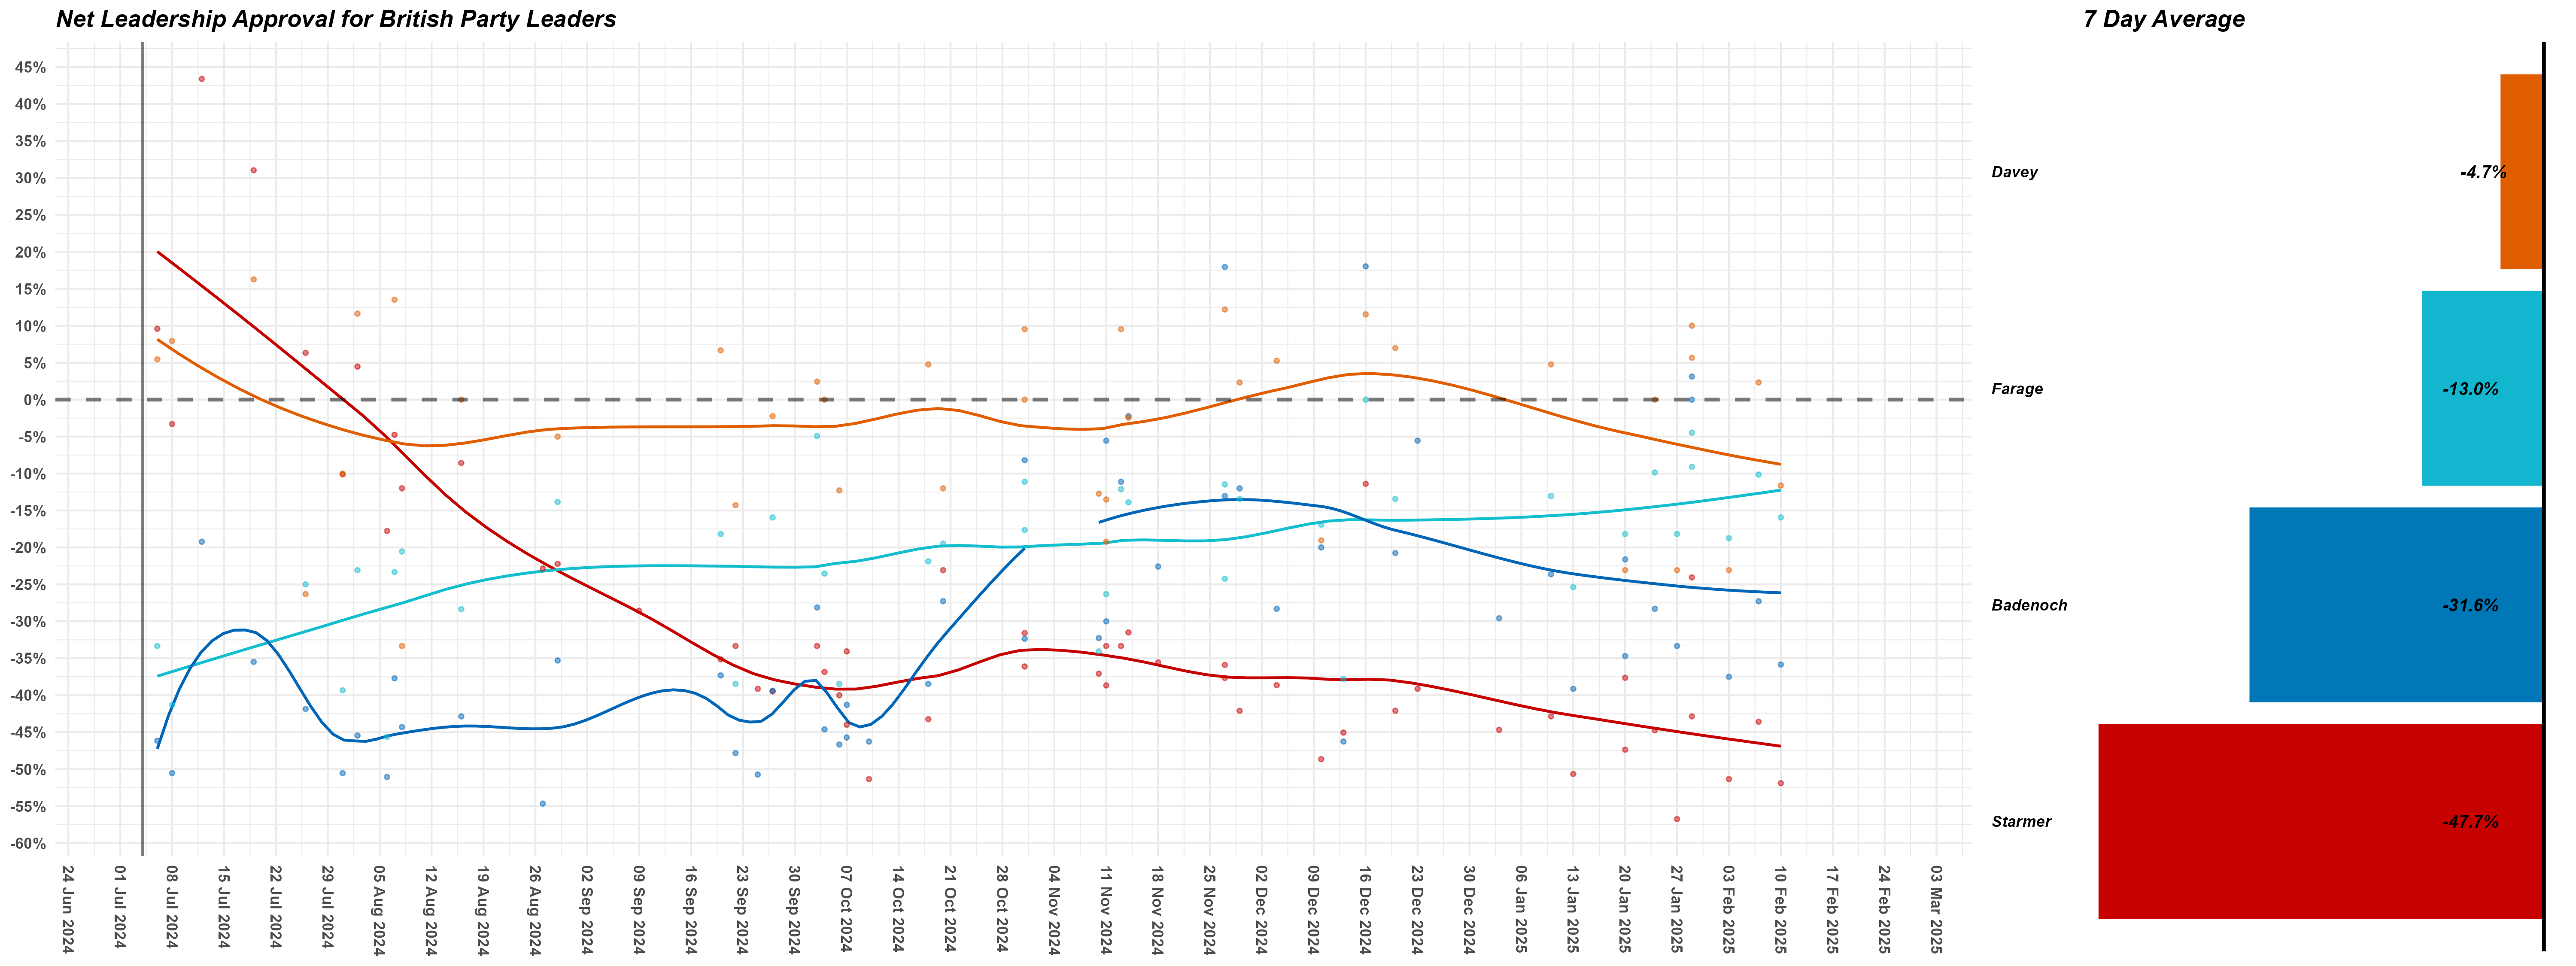 Net Leadership Approval for British Party Leaders
7 Day Average
45%
40%
35%
30%
25%
20%
15%
10%
5%
0%
-5%
-10%
-15%
-20%
-25%
-30%
-35%
-40%
-45%
-50%
-55%
-60%
24 Jun 2024
01 Jul 2024
08 Jul 2024
15 Jul 2024
22 Jul 2024
29 Jul 2024
05 Aug 2024
12 Aug 2024
19 Aug 2024
26 Aug 2024
02 Sep 2024
09 Sep 2024
16 Sep 2024
23 Sep 2024
30 Sep 2024
07 Oct 2024
14 Oct 2024
21 Oct 2024
28 Oct 2024
04 Nov 2024
11 Nov 2024
18 Nov 2024
25 Nov 2024
02 Dec 2024
09 Dec 2024
16 Dec 2024
23 Dec 2024
30 Dec 2024
06 Jan 2025
13 Jan 2025
20 Jan 2025
27 Jan 2025
03 Feb 2025
10 Feb 2025
17 Feb 2025
24 Feb 2025
03 Mar 2025
Davey -4.7%
Farage -13.0%
Badenoch -31.6%
Starmer -47.7%